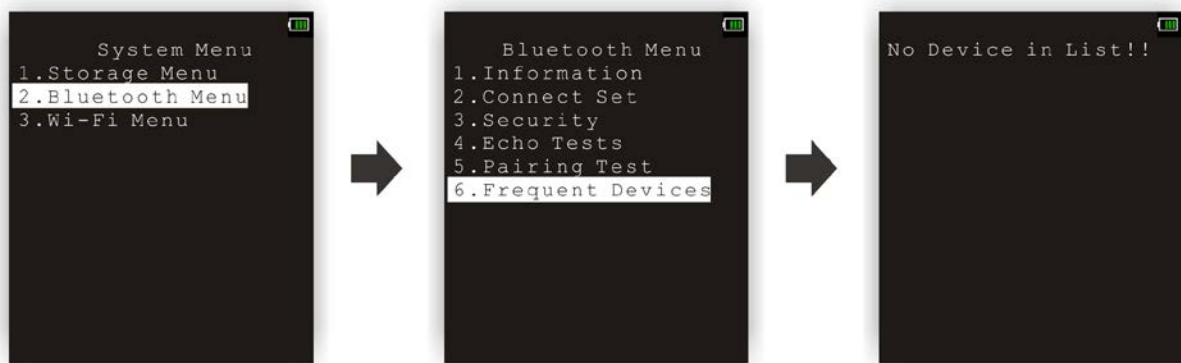 System Menu
1.Storage Menu
2.Bluetooth Menu
3.Wi-Fi Menu
Bluetooth Menu
1.Information
2.Connect Set
3.Security
4.Echo Tests
5.Pairing Test
6.Frequent Devices
No Device in List!!